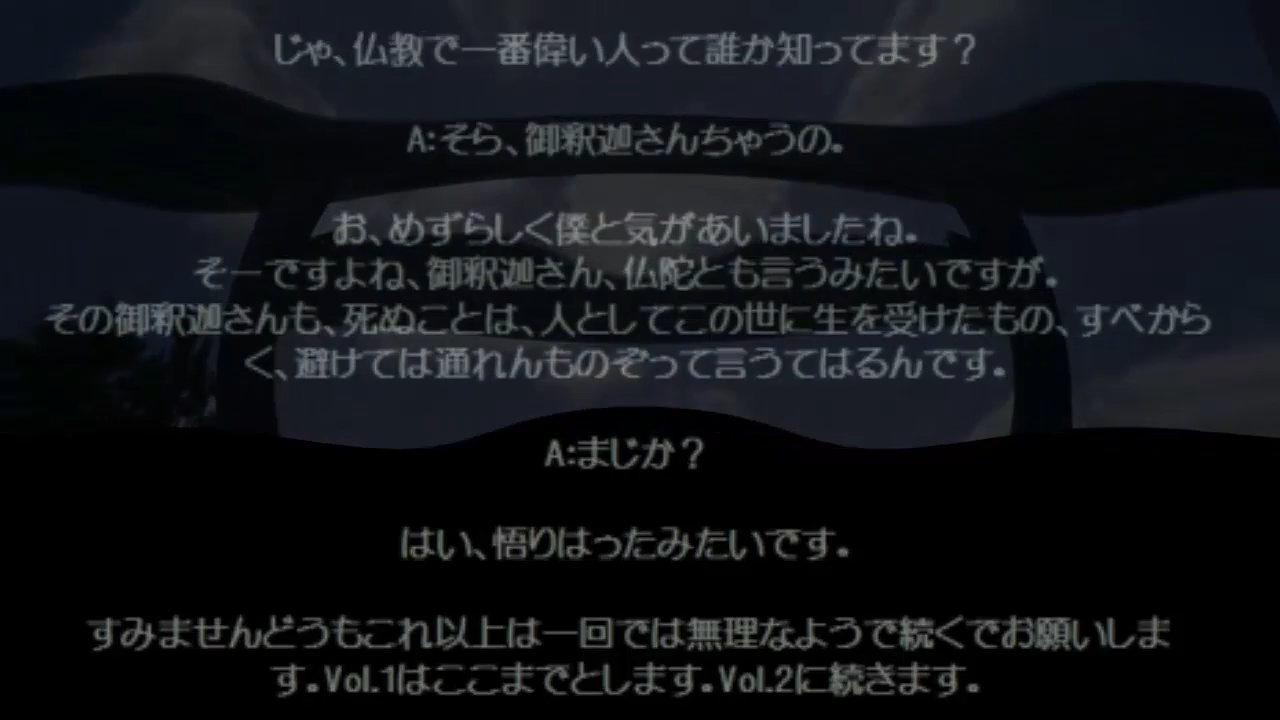 じゃ、仏教で一番偉い人って誰か知ってます？
A:そら、御釈迦さんちゃうの。
お、めずらしく僕と気があいましたね。
そーですよね、御釈迦さん、仏陀とも言うみたいですが。
その御釈迦さんも、死ぬことは、人としてこの世に生を受けたもの、すべから
く、避けては通れんものぞって言うてはるんです。
A:まじか？
はい、悟りはったみたいです。
すみませんどうもこれ以上は一回では無理なようで続くでお願いしま
す。Vol.1はここまでとします。Vol.2に続きます。